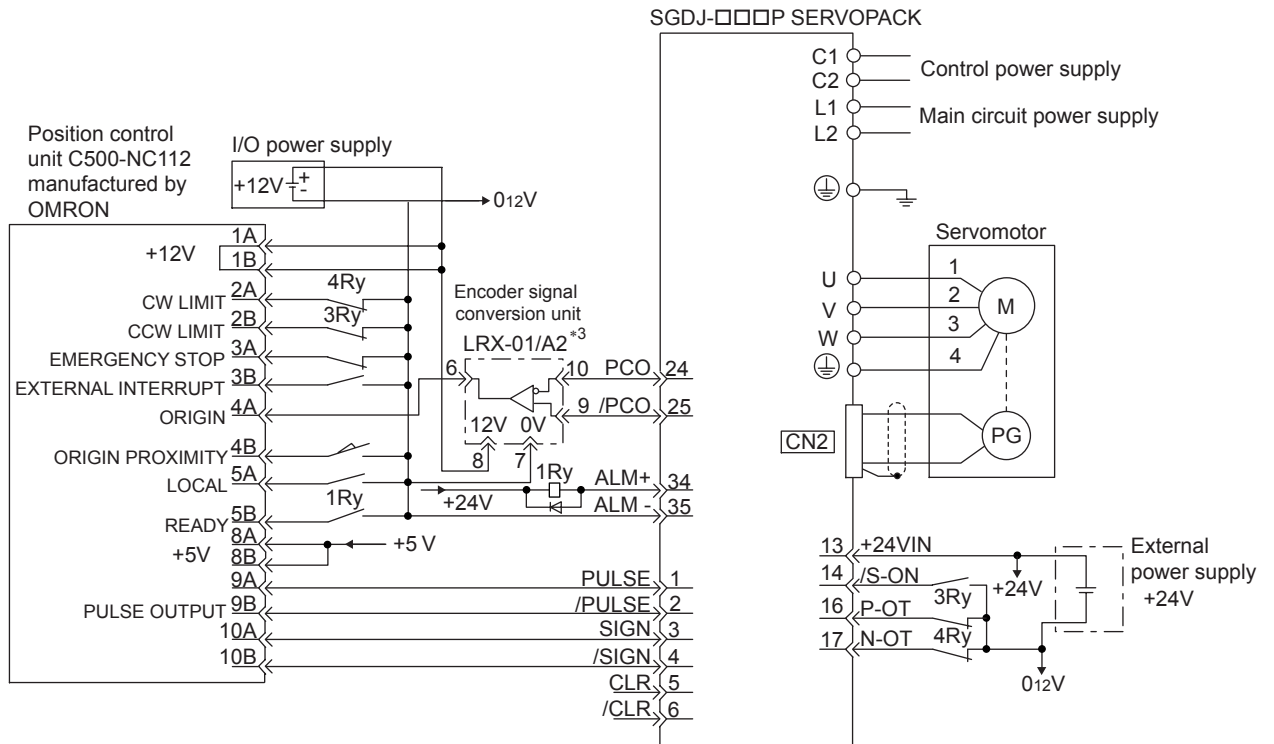 SGDJ-□□□P SERVOPACK
C1
C2
Control power supply
L1
L2
Main circuit power supply
Position control
unit C500-NC112
manufactured by
OMRON
I/O power supply
+12V
+
-
012V
+12V
1A
1B
CW LIMIT
2A
4Ry
CCW LIMIT
2B
3Ry
EMERGENCY STOP
3A
EXTERNAL INTERRUPT
3B
ORIGIN
4A
ORIGIN PROXIMITY
4B
LOCAL
5A
READY
5B
1Ry
+5V
8A
8B
+5 V
PULSE OUTPUT
9A
9B
10A
10B
Encoder signal
conversion unit
LRX-01/A2*3
6
10
PCO
24
9
/PCO
25
12V
0V
8
7
1Ry
+24V
ALM+
34
ALM -
35
PULSE
1
/PULSE
2
SIGN
3
/SIGN
4
CLR
5
/CLR
6
Servomotor
U
1
V
2
W
3
4
M
CN2
PG
13
+24VIN
14
/S-ON
3Ry
+24V
16
P-OT
17
N-OT
4Ry
012V
External
power supply
+24V